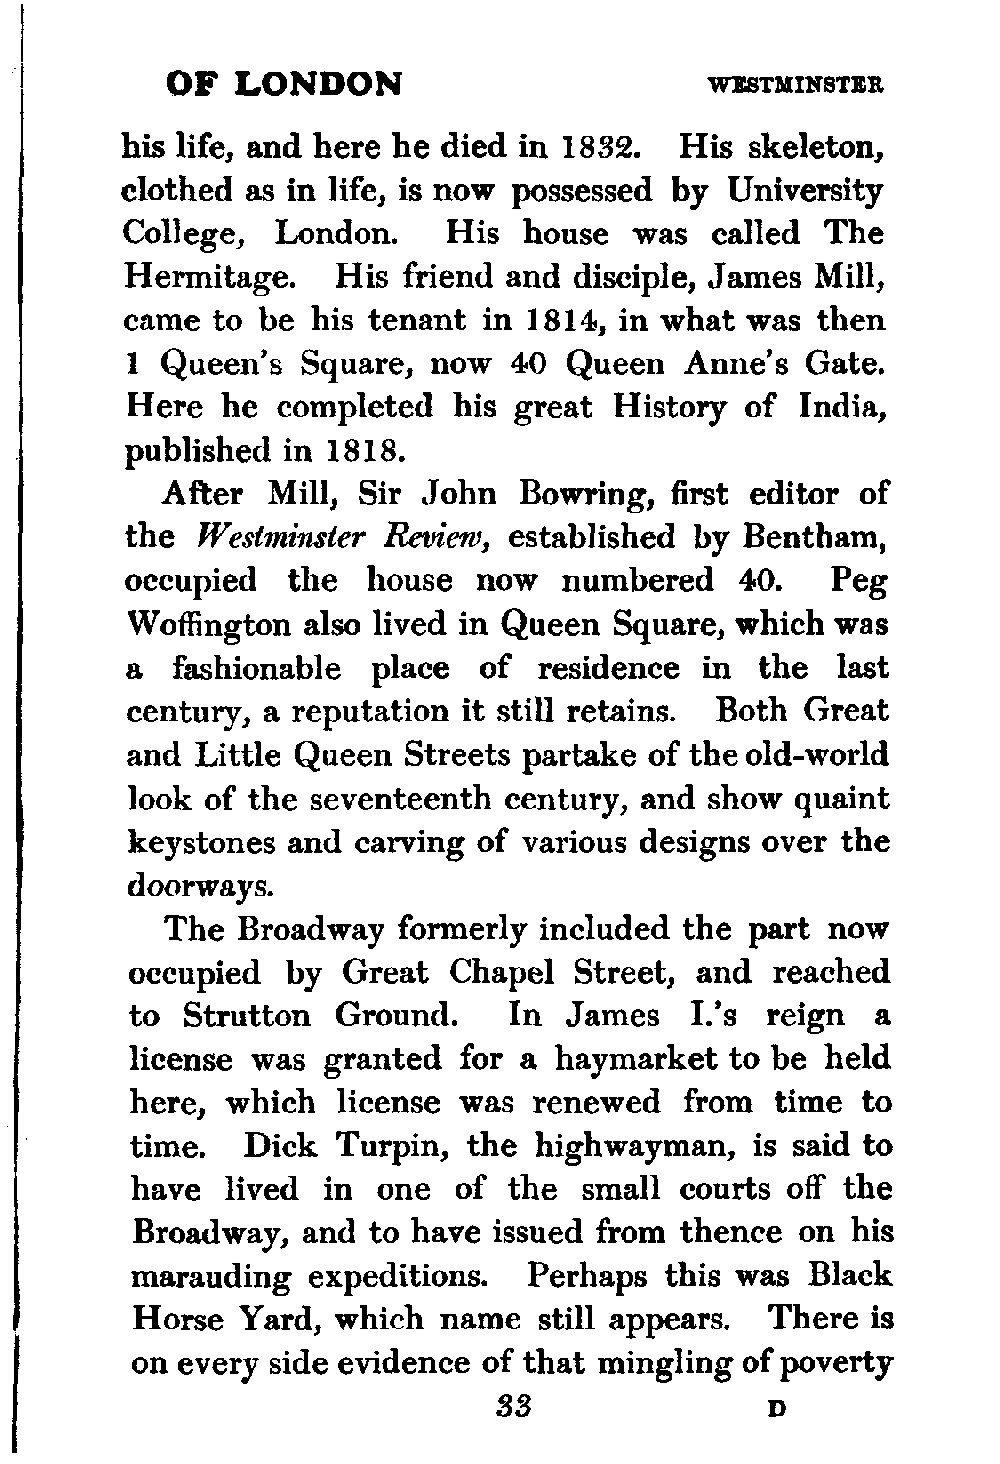 OF LONDON WESTMINSTER
his life, and here he died in 1832. His skeleton,
clothed as in life, is now possessed by University
College, London. His house was called The
Hermitage. His friend and disciple, James Mill,
came to be his tenant in 1814, in what was then
1 Queen's Square, now 40 Queen Anne's Gate.
Here he completed his great History of India,
published in 1818.
After Mill, Sir John Bowring, first editor of
the Westminster Review, established by Bentham,
occupied the house now numbered 40. Peg
Woffington also lived in Queen Square, which was
a fashionable place of residence in the last
century, a reputation it still retains. Both Great
and Little Queen Streets partake of the old-world
look of the seventeenth century, and show quaint
keystones and carving of various designs over the
doorways.
The Broadway formerly included the part now
occupied by Great Chapel Street, and reached
to Strutton Ground. In James I.'s reign a
license was granted for a haymarket to be held
here, which license was renewed from time to
time. Dick Turpin, the highwayman, is said to
have lived in one of the small courts off the
Broadway, and to have issued from thence on his
marauding expeditions. Perhaps this was Black
Horse Yard, which name still appears. There is
on every side evidence of that mingling of poverty
33 D